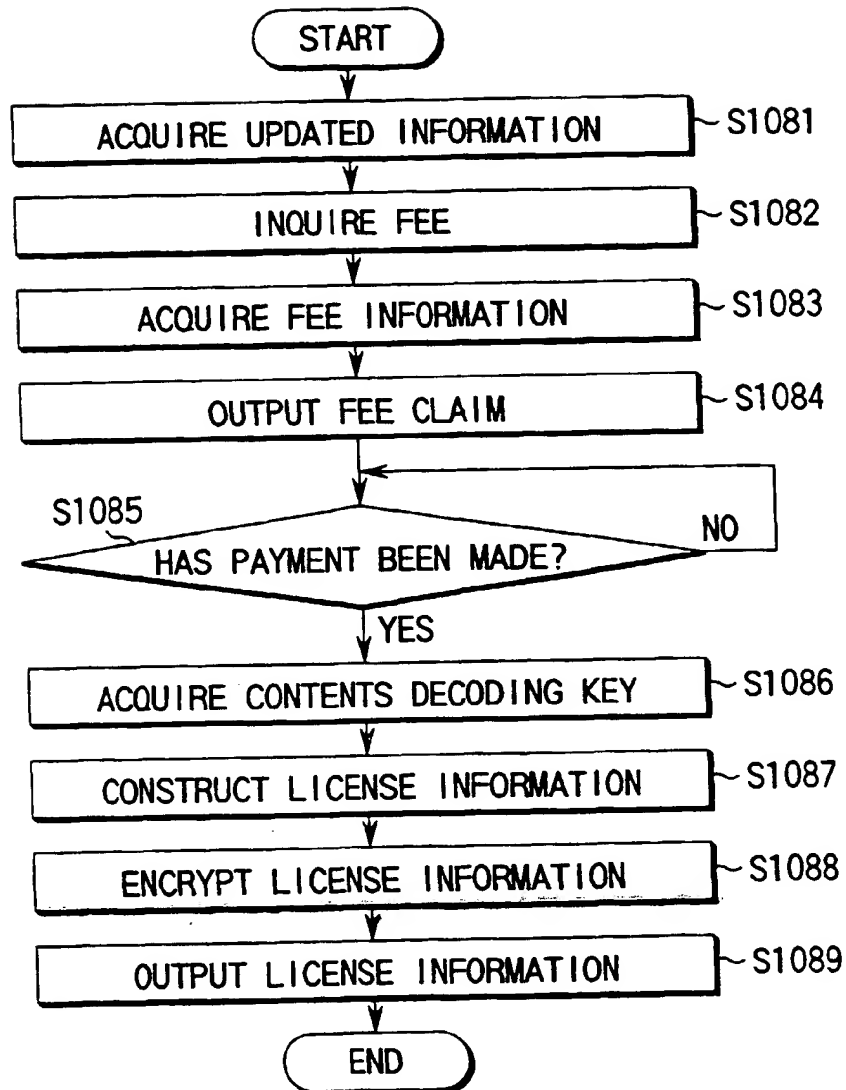 START
ACQUIRE UPDATED INFORMATION
S1081
INQUIRE FEE
S1082
ACQUIRE FEE INFORMATION
S1083
OUTPUT FEE CLAIM
S1084
S1085
HAS PAYMENT BEEN MADE?
NO
YES
ACQUIRE CONTENTS DECODING KEY
S1086
CONSTRUCT LICENSE INFORMATION
S1087
ENCRYPT LICENSE INFORMATION
S1088
OUTPUT LICENSE INFORMATION
S1089
END